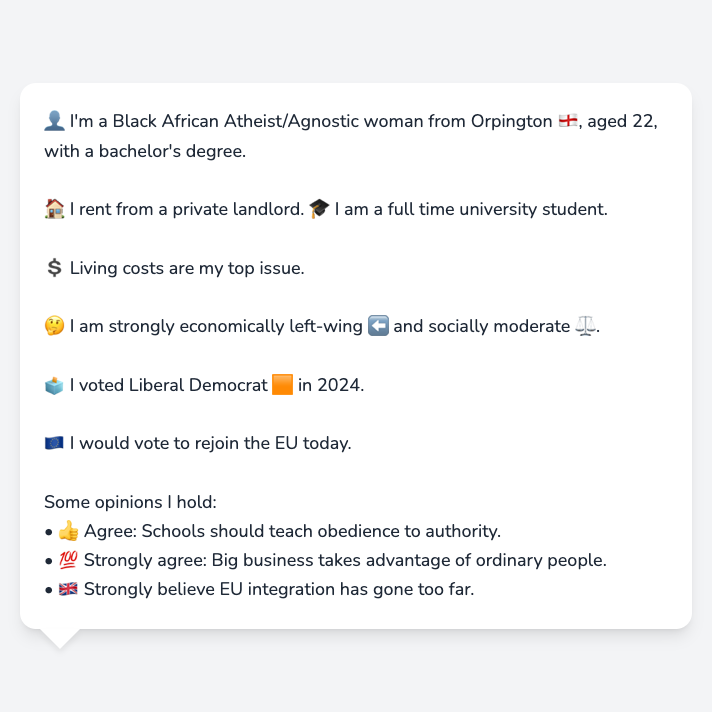 👤 I'm a Black African Atheist/Agnostic woman from Orpington 🏴󠁧󠁢󠁥󠁮󠁧󠁿, aged 22,
with a bachelor's degree.
🏠 I rent from a private landlord. 🎓 I am a full time university student.
💲 Living costs are my top issue.
🤔 I am strongly economically left-wing ⬅️ and socially moderate ⚖️.
🗳️ I voted Liberal Democrat 🟧 in 2024.
🇪🇺 I would vote to rejoin the EU today.
Some opinions I hold:
• 👍 Agree: Schools should teach obedience to authority.
• 💯 Strongly agree: Big business takes advantage of ordinary people.
• 🇬🇧 Strongly believe EU integration has gone too far.